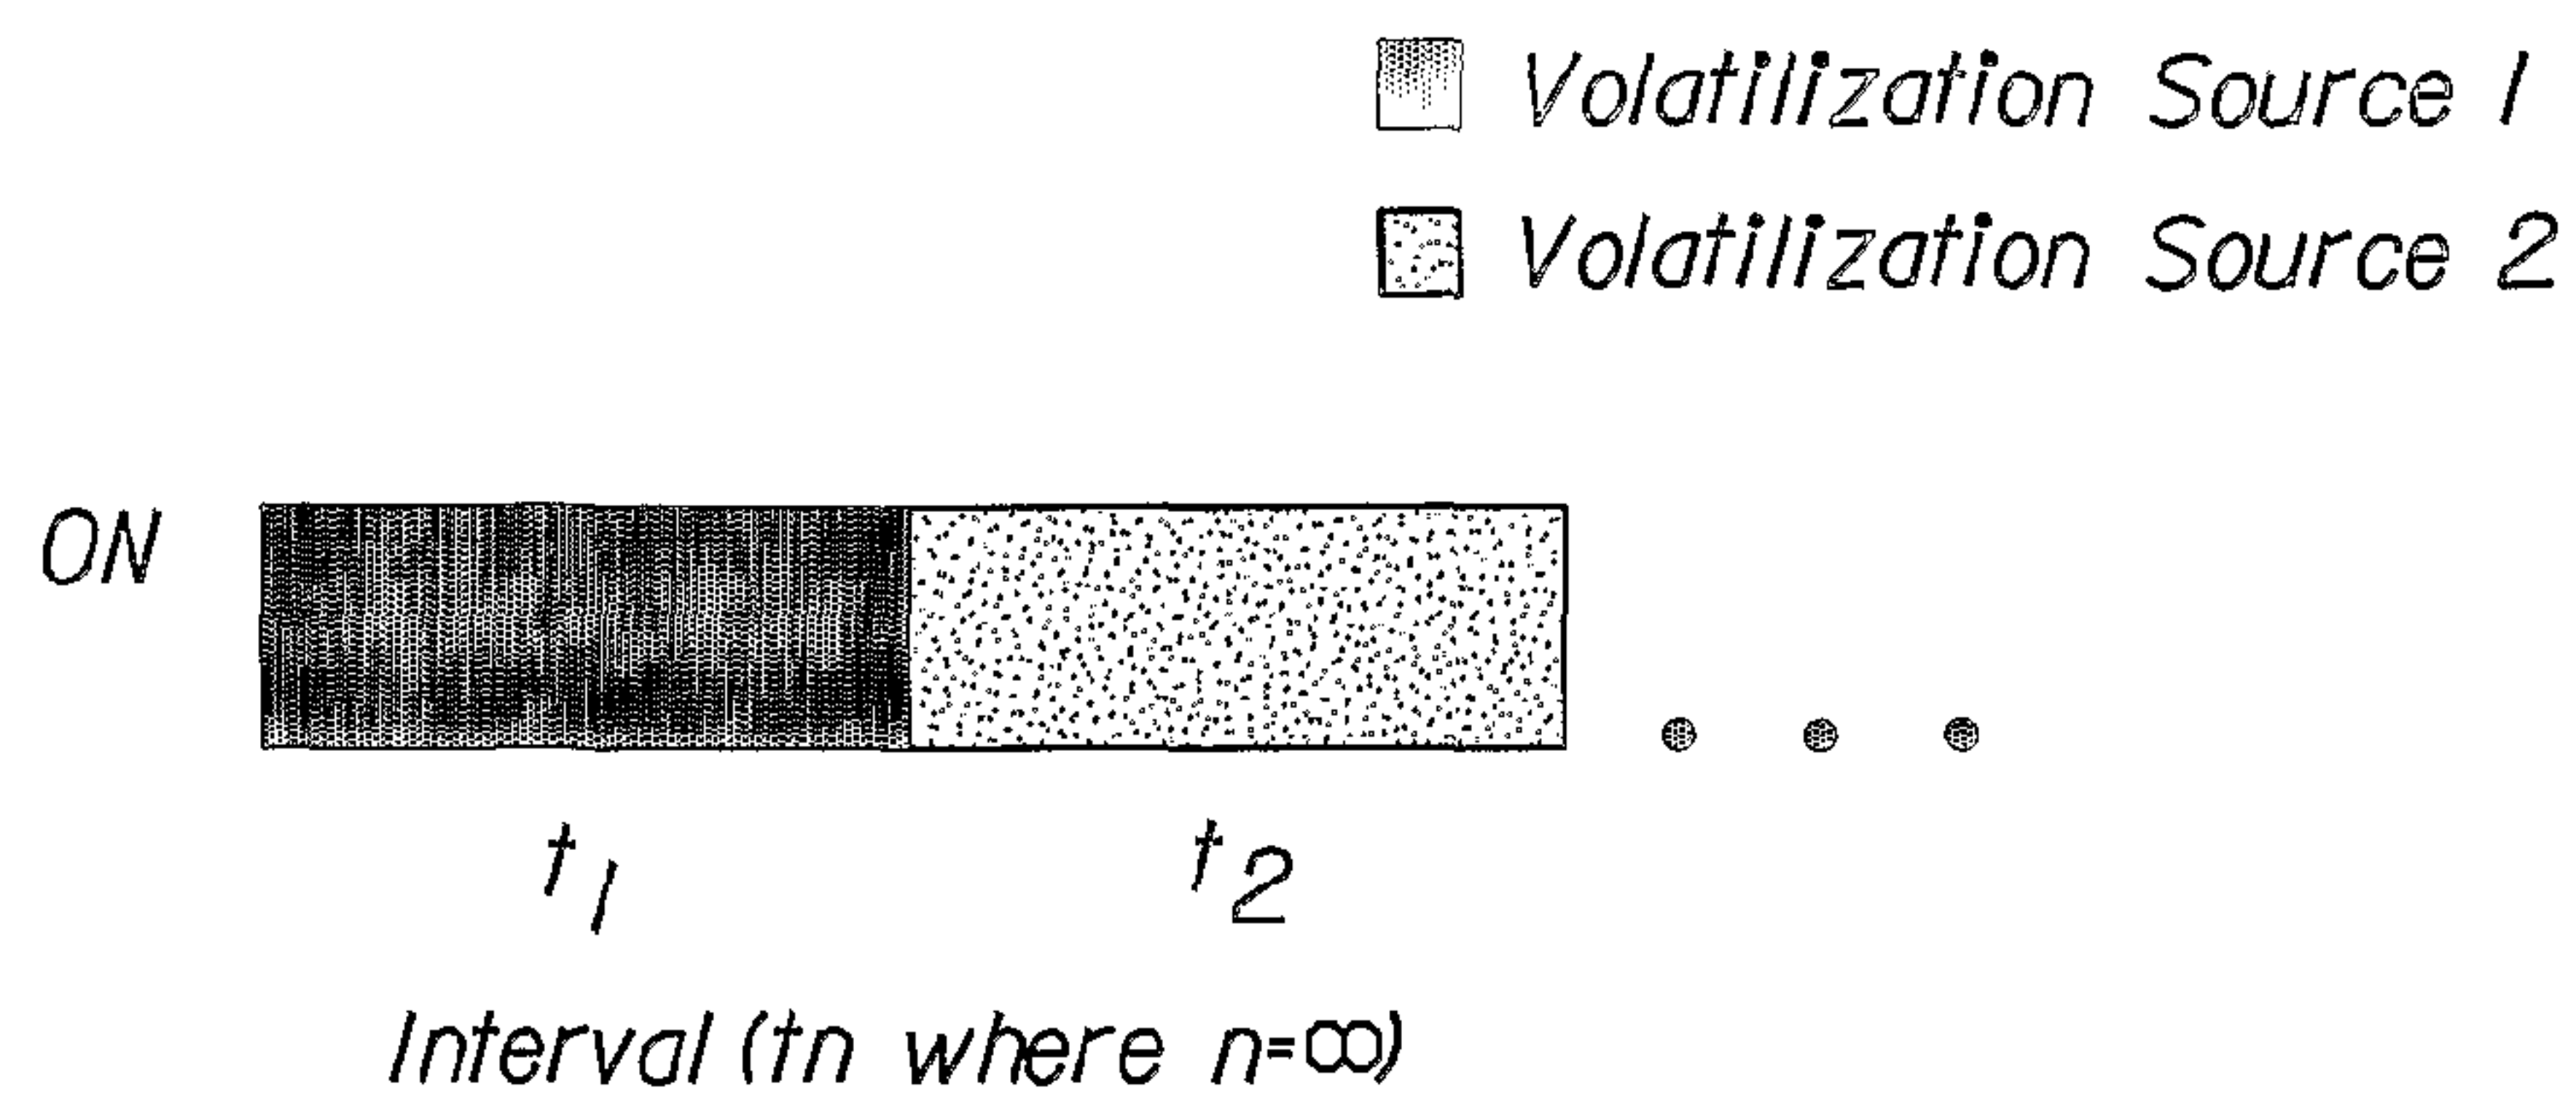 Volatilization Source 1
Volatilization Source 2
ON
t1
t2
Interval (tn where n=∞)